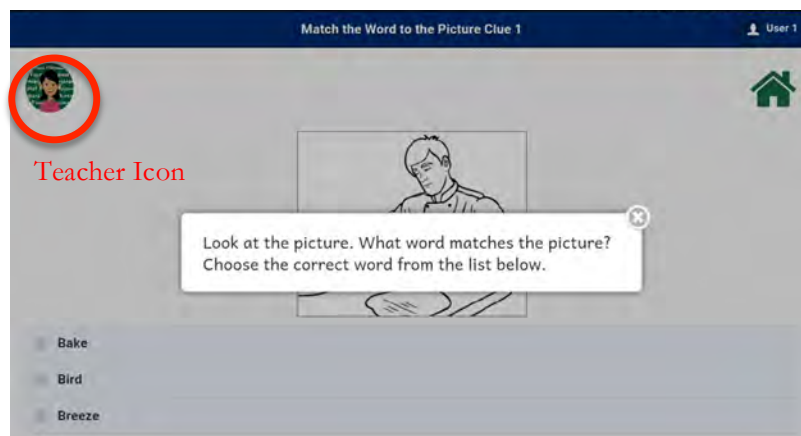 Match the Word to the Picture Clue 1
User 1
Teacher Icon
Look at the picture. What word matches the picture?
Choose the correct word from the list below.
Bake
Bird
Breeze